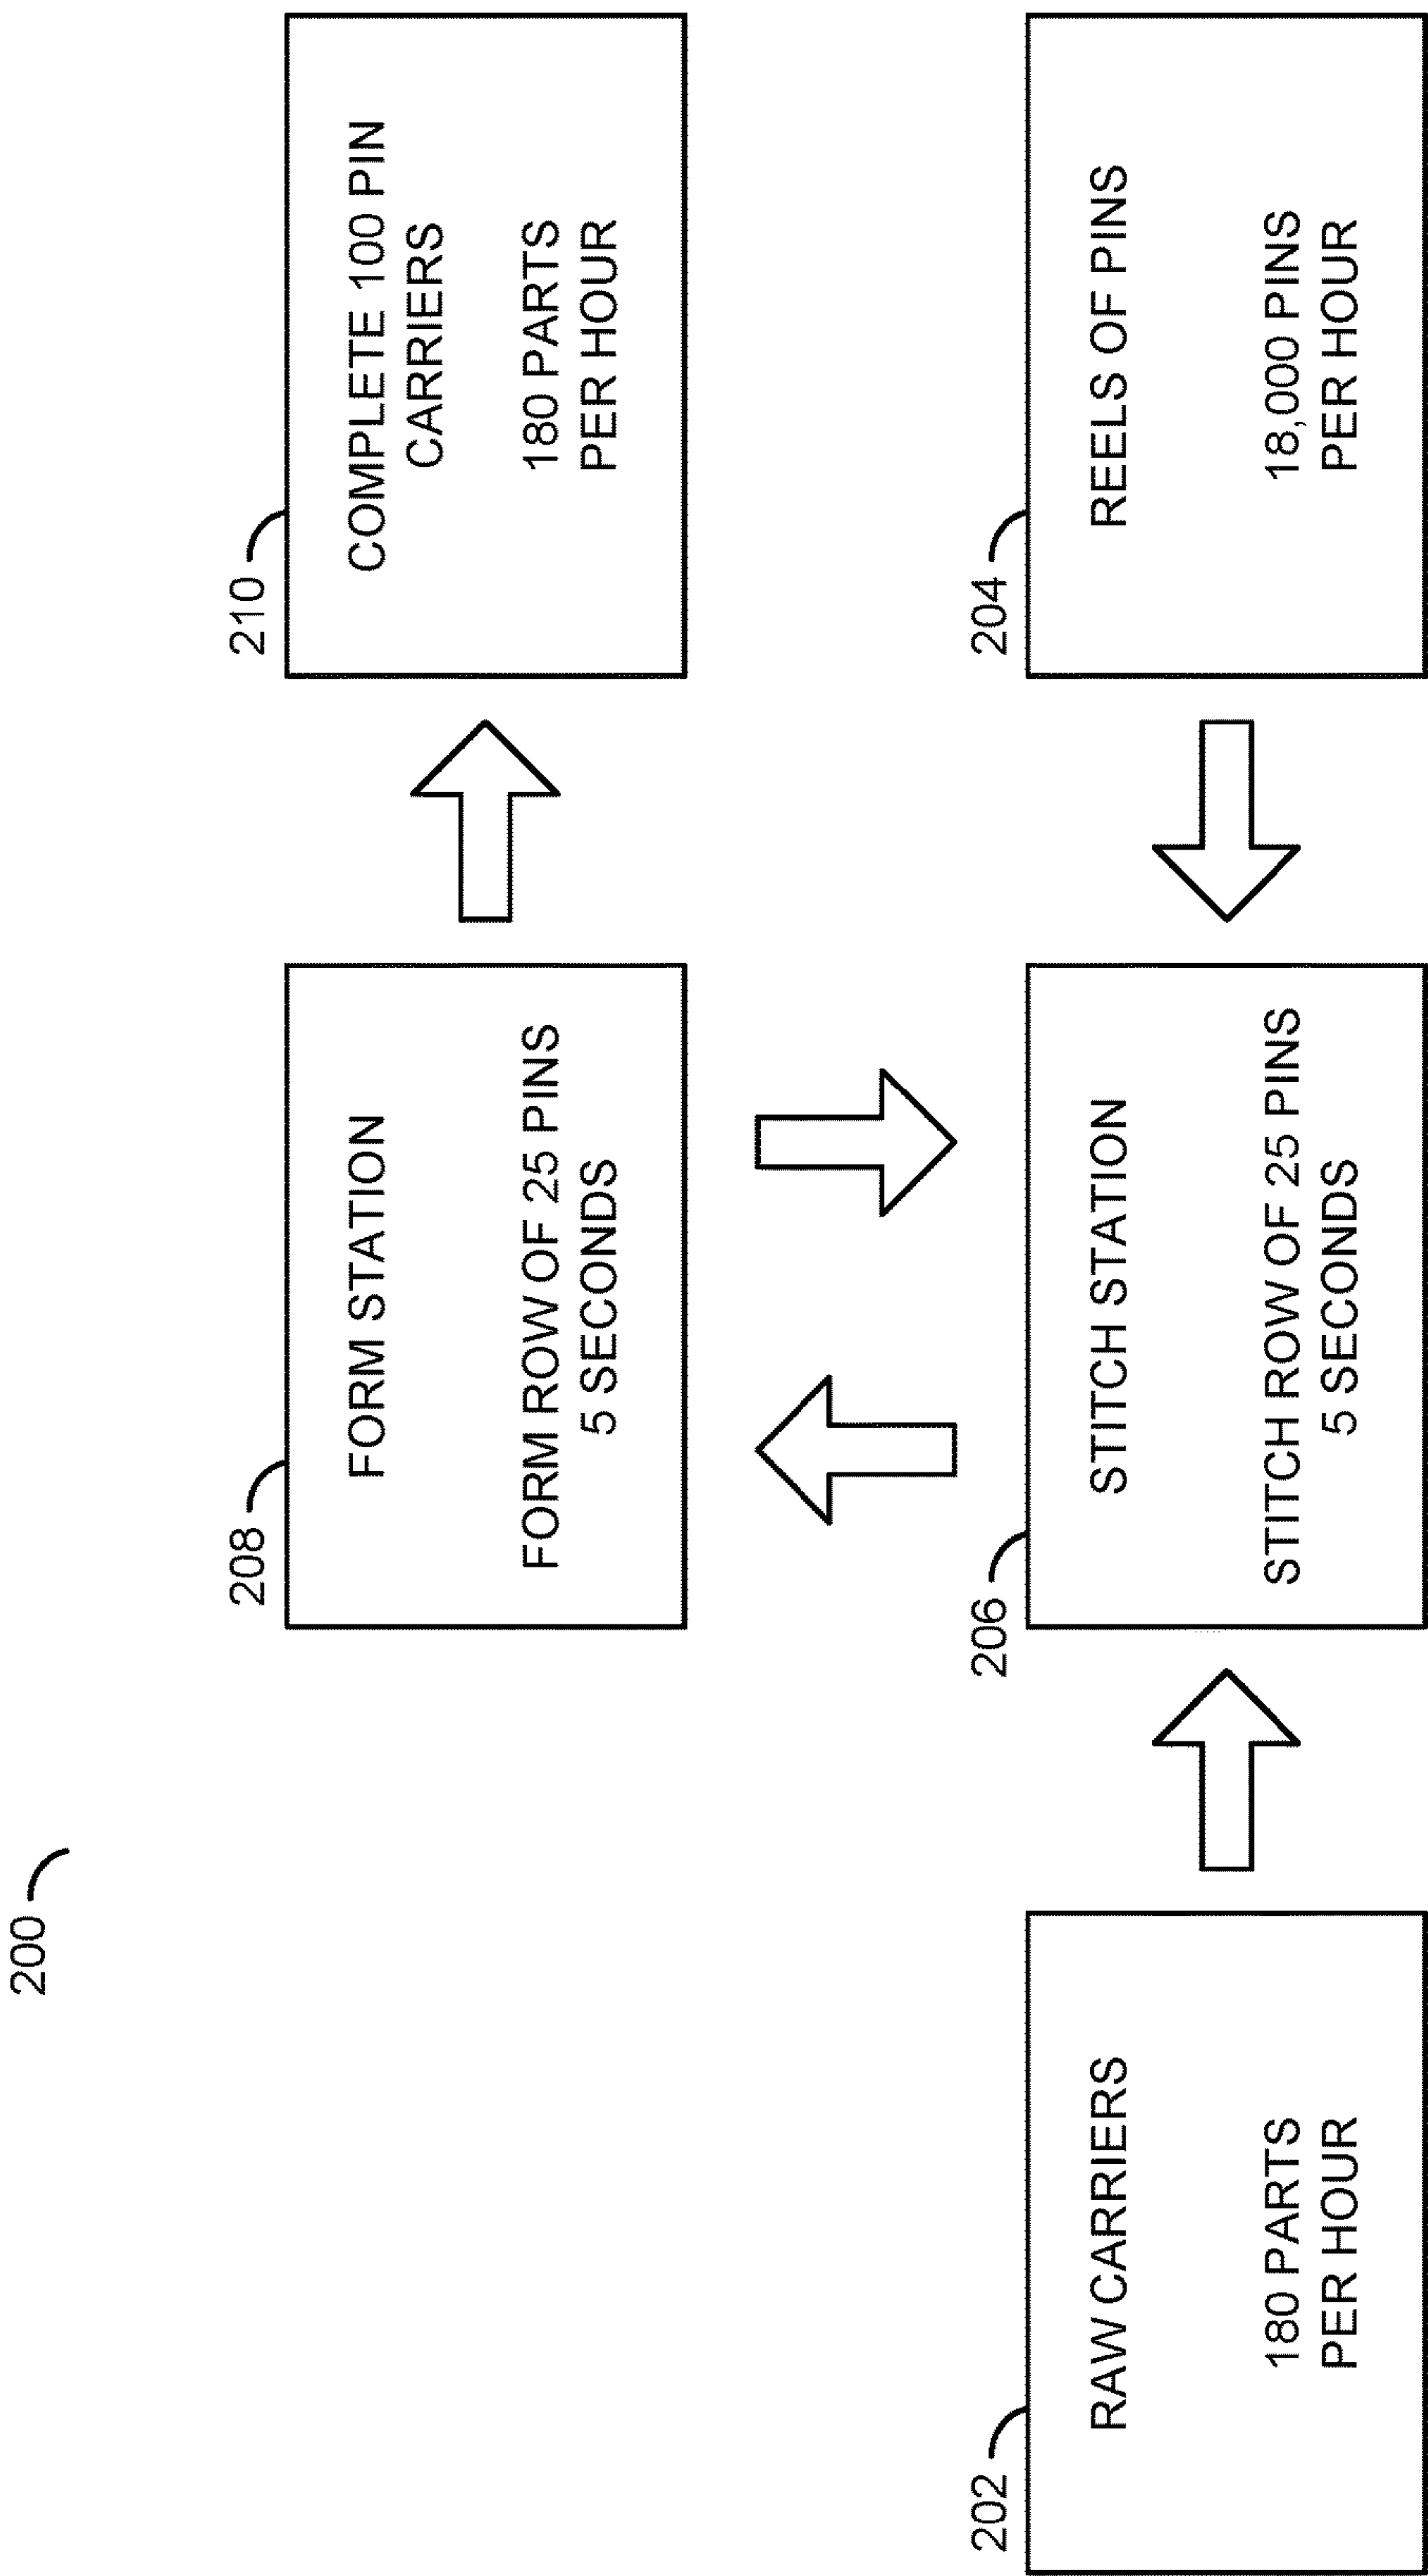 200
208
FORM STATION
FORM ROW OF 25 PINS
5 SECONDS
210
COMPLETE 100 PIN
CARRIERS
180 PARTS
PER HOUR
202
RAW CARRIERS
180 PARTS
PER HOUR
206
STITCH STATION
STITCH ROW OF 25 PINS
5 SECONDS
204
REELS OF PINS
18,000 PINS
PER HOUR